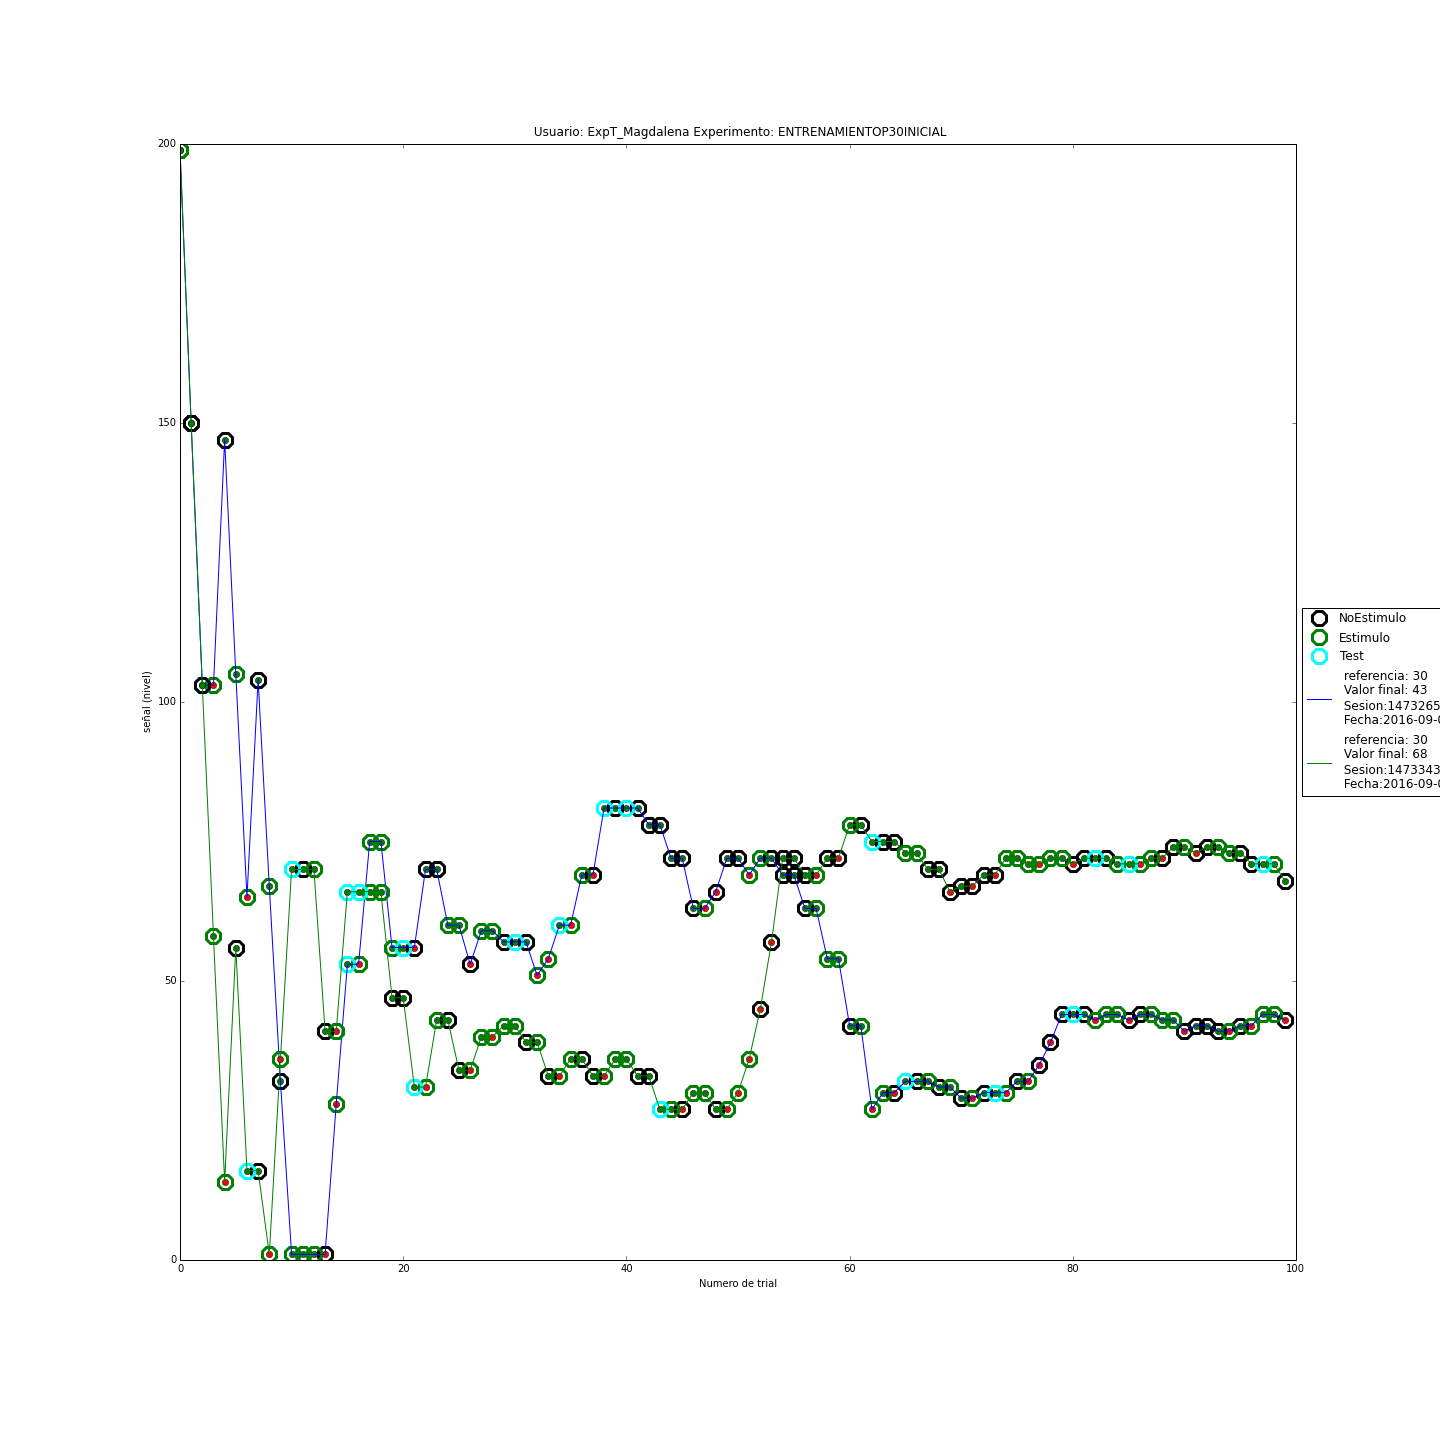 Usuario: ExpT_Magdalena Experimento: ENTRENAMIENTOP30INICIAL
200
150
100
50
0
señal (nivel)
0 20 40 60 80 100
Numero de trial
NoEstimulo
Estimulo
Test
referencia: 30
Valor final: 43
Sesion:1473265
Fecha:2016-09-0
referencia: 30
Valor final: 68
Sesion:1473343
Fecha:2016-09-0